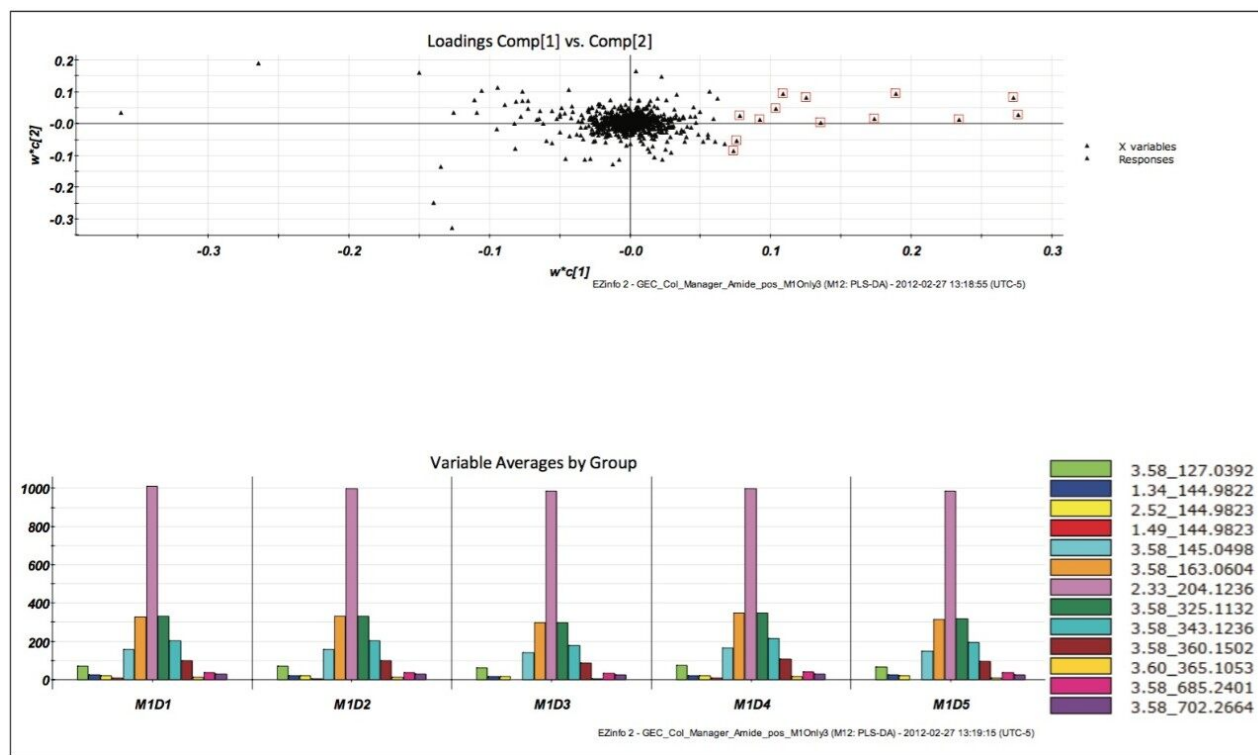 Loadings Comp[1] vs. Comp[2]
0.2
0.1
-0.0
-0.1
-0.2
-0.3
w*c[2]
-0.3
-0.2
-0.1
-0.0
0.1
0.2
0.3
w*c[1]
X variables
Responses
EZinfo 2 - GEC_Col_Manager_Amide_pos_M1Only3 (M12: PLS-DA) - 2012-02-27 13:18:55 (UTC-5)
Variable Averages by Group
1000
800
600
400
200
0
M1D1
M1D2
M1D3
M1D4
M1D5
3.58_127.0392
1.34_144.9822
2.52_144.9823
1.49_144.9823
3.58_145.0498
3.58_163.0604
2.33_204.1236
3.58_325.1132
3.58_343.1236
3.58_360.1502
3.60_365.1053
3.58_685.2401
3.58_702.2664
EZinfo 2 - GEC_Col_Manager_Amide_pos_M1Only3 (M12: PLS-DA) - 2012-02-27 13:19:15 (UTC-5)